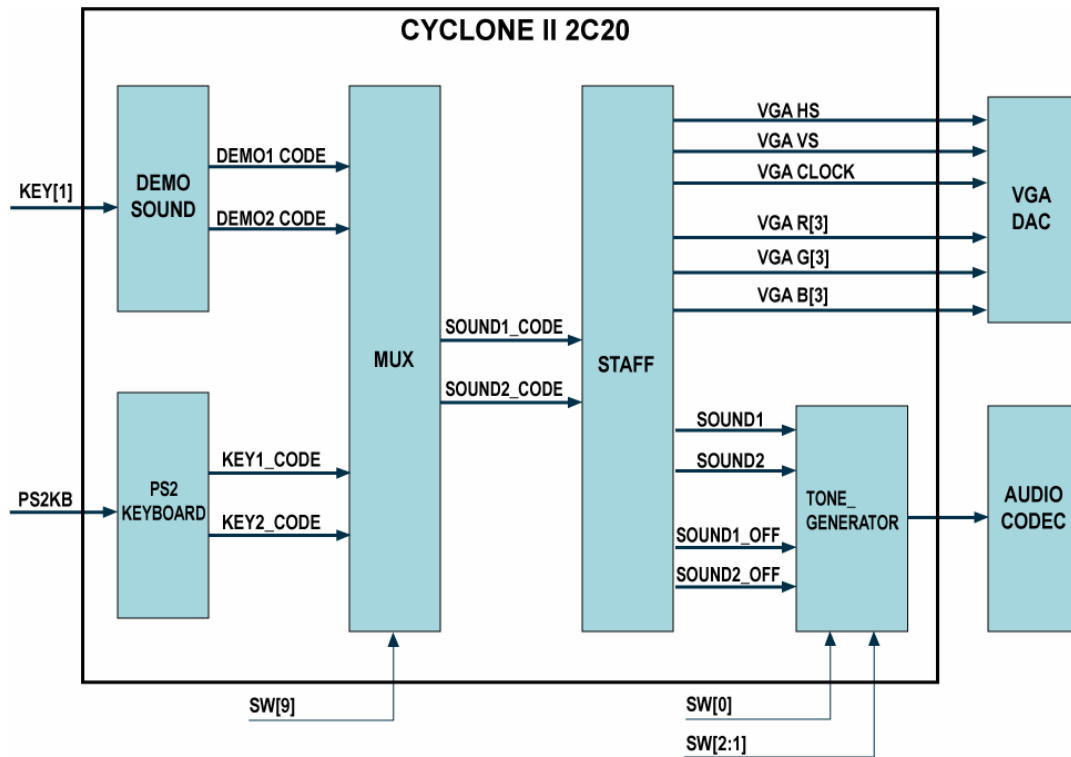 CYCLONE II 2C20
KEY[1]
DEMO
SOUND
DEMO1 CODE
DEMO2 CODE
PS2KB
PS2
KEYBOARD
KEY1_CODE
KEY2_CODE
MUX
SW[9]
SOUND1_CODE
SOUND2_CODE
STAFF
VGA HS
VGA VS
VGA CLOCK
VGA R[3]
VGA G[3]
VGA B[3]
VGA
DAC
SOUND1
SOUND2
SOUND1_OFF
SOUND2_OFF
TONE_
GENERATOR
AUDIO
CODEC
SW[0]
SW[2:1]